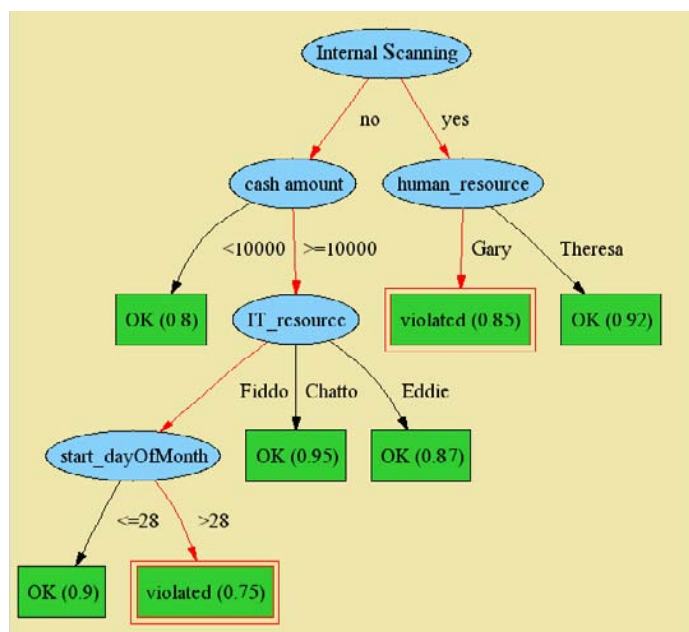 Internal Scanning
no
yes
cash amount
human_resource
<10000
>=10000
Gary
Theresa
OK (0.8)
IT_resource
violated (0.85)
OK (0.92)
Fiddo
Chatto
Eddie
start_dayOfMonth
OK (0.95)
OK (0.87)
<=28
>28
OK (0.9)
violated (0.75)